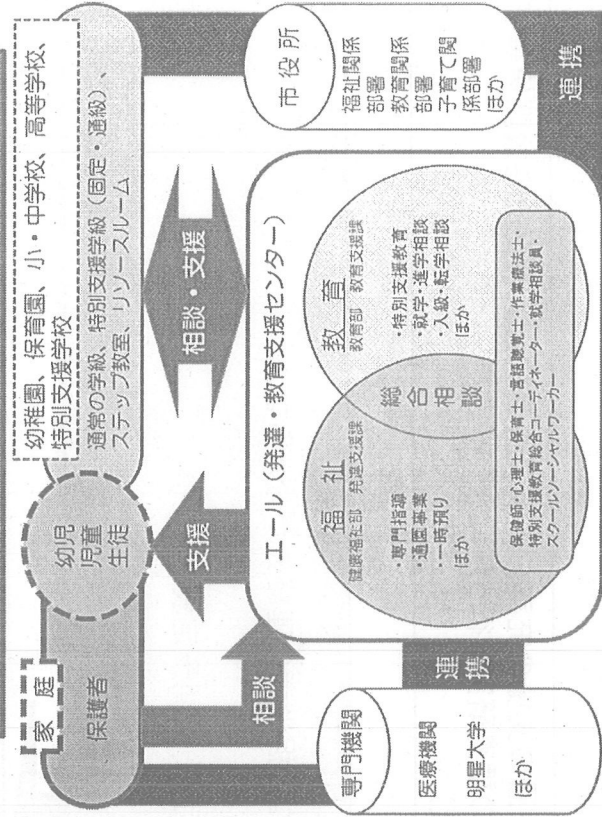 家庭
保護者
幼児
児童
生徒
幼稚園、保育園、小・中学校、高等学校、
特別支援学校
通常の学級、特別支援学級（固定・通級）、
ステップ教室、リソースルーム
相談
支援
相談・支援
専門機関
医療機関
明星大学
ほか
連携
エール（発達・教育支援センター）
福祉
健康福祉部 発達支援課
・専門指導
・通園事業
・一時預り
ほか
総合
相談
教育
教育部 教育支援課
・特別支援教育
・就学・進学相談
・入級・転学相談
ほか
保健師・心理士・保育士・言語聴覚士・作業療法士・
特別支援教育総合コーディネーター・就学相談員・
スクールソーシャルワーカー
市役所
福祉関係
部署
教育関係
部署
子育て関
係部署
ほか
連携